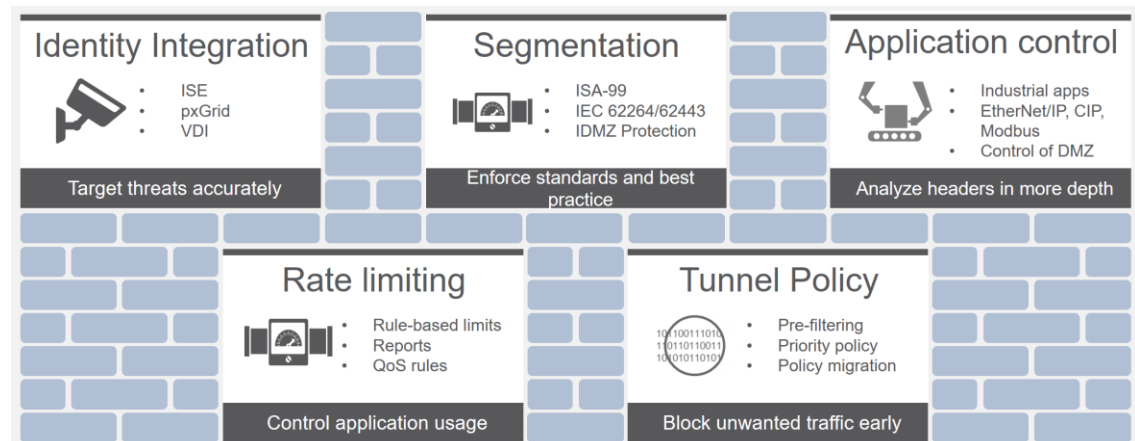 Identity Integration
• ISE
• pxGrid
• VDI
Target threats accurately
Segmentation
• ISA-99
• IEC 62264/62443
• IDMZ Protection
Enforce standards and best
practice
Application control
• Industrial apps
• EtherNet/IP, CIP,
Modbus
• Control of DMZ
Analyze headers in more depth
Rate limiting
• Rule-based limits
• Reports
• QoS rules
Control application usage
Tunnel Policy
101100111010
110110110011
101010110101
• Pre-filtering
• Priority policy
• Policy migration
Block unwanted traffic early